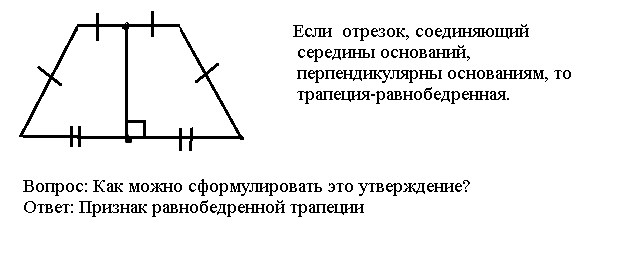 Если отрезок, соединяющий
середины оснований,
перпендикулярны основаниям, то
трапеция-равнобедренная.
Вопрос: Как можно сформулировать это утверждение?
Ответ: Признак равнобедренной трапеции